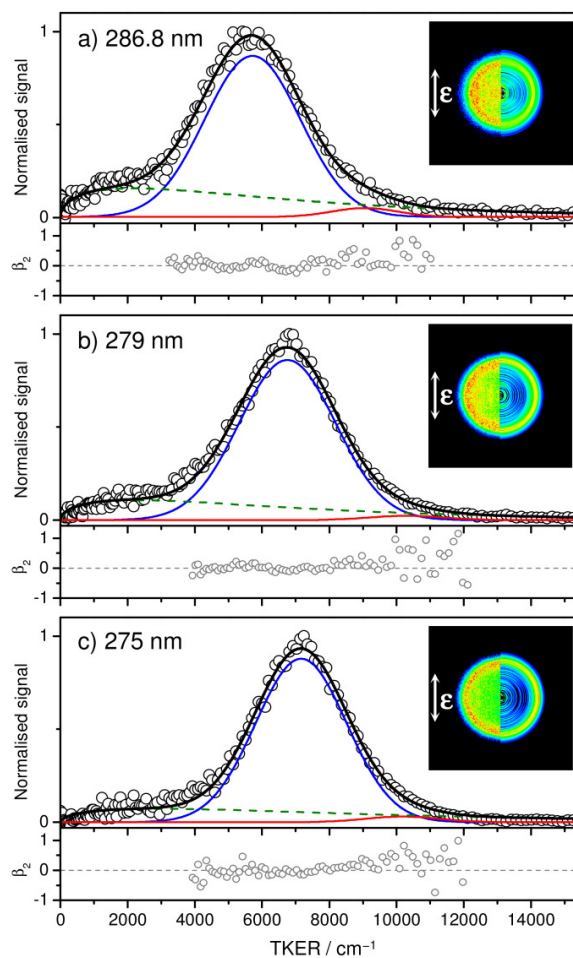 a) 286.8 nm
ε
Normalised signal
1
0
β₂
1
0
-1
b) 279 nm
ε
Normalised signal
1
0
β₂
1
0
-1
c) 275 nm
ε
Normalised signal
1
0
β₂
1
0
-1
0 2000 4000 6000 8000 10000 12000 14000
TKER / cm⁻¹